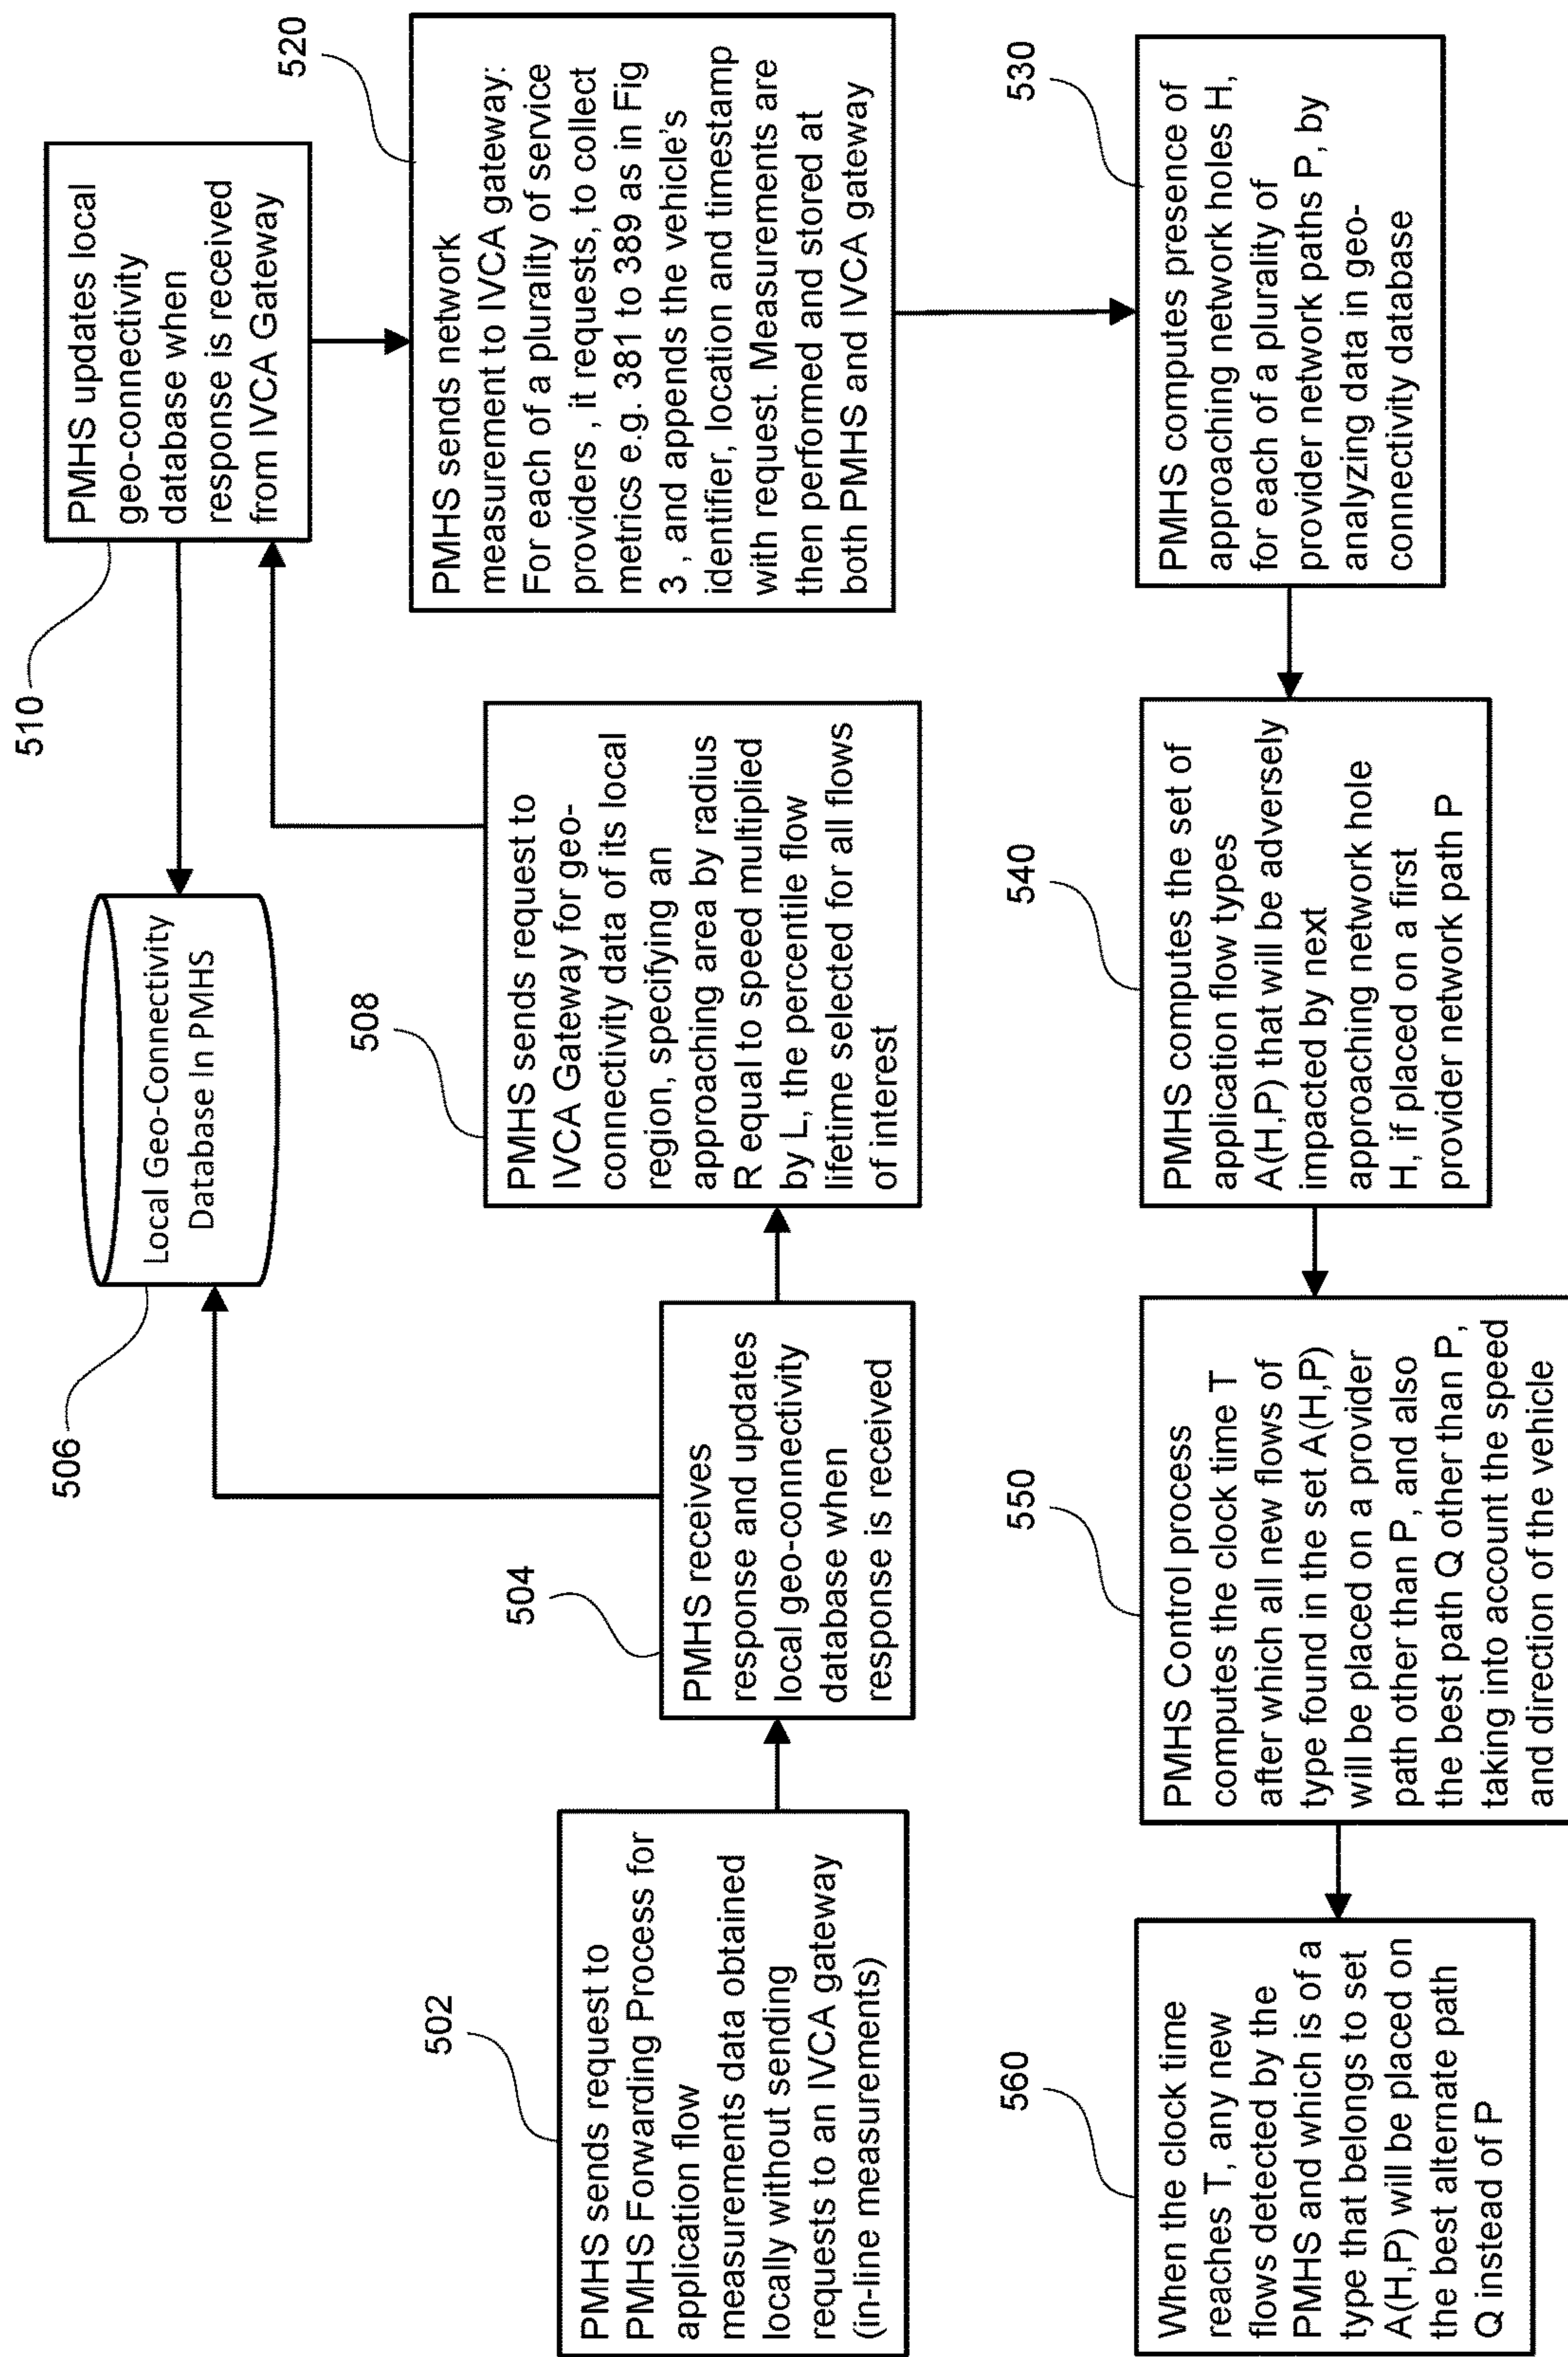 502
PMHS sends request to
PMHS Forwarding Process for
application flow
measurements data obtained
locally without sending
requests to an IVCA gateway
(in-line measurements)
504
PMHS receives
response and updates
local geo-connectivity
database when
response is received
506
Local Geo-Connectivity
Database In PMHS
508
PMHS sends request to
IVCA Gateway for geo-
connectivity data of its local
region, specifying an
approaching area by radius
R equal to speed multiplied
by L, the percentile flow
lifetime selected for all flows
of interest
510
PMHS updates local
geo-connectivity
database when
response is received
from IVCA Gateway
520
PMHS sends network
measurement to IVCA gateway:
For each of a plurality of service
providers , it requests, to collect
metrics e.g. 381 to 389 as in Fig
3 , and appends the vehicle's
identifier, location and timestamp
with request. Measurements are
then performed and stored at
both PMHS and IVCA gateway
530
PMHS computes presence of
approaching network holes H,
for each of a plurality of
provider network paths P, by
analyzing data in geo-
connectivity database
540
PMHS computes the set of
application flow types
A(H,P) that will be adversely
impacted by next
approaching network hole
H, if placed on a first
provider network path P
550
PMHS Control process
computes the clock time T
after which all new flows of
type found in the set A(H,P)
will be placed on a provider
path other than P, and also
the best path Q other than P,
taking into account the speed
and direction of the vehicle
560
When the clock time
reaches T, any new
flows detected by the
PMHS and which is of a
type that belongs to set
A(H,P) will be placed on
the best alternate path
Q instead of P